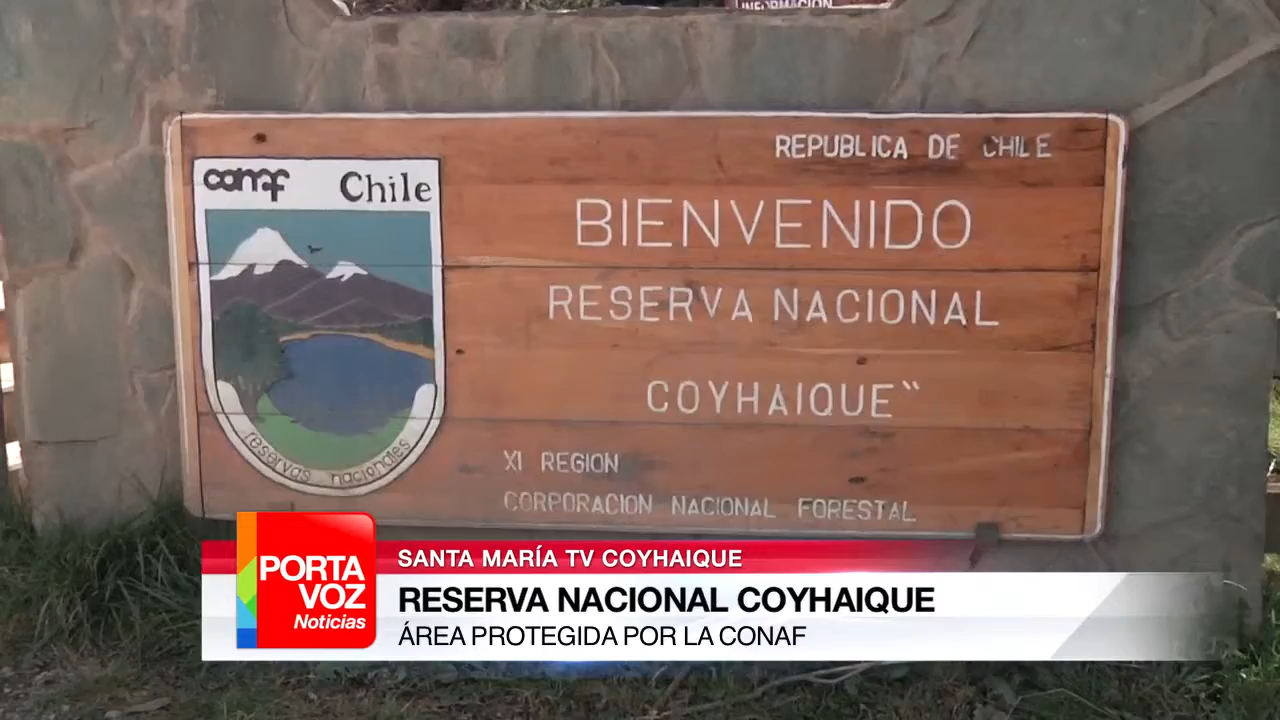 INFORMACION
REPUBLICA DE CHILE
conaf Chile
BIENVENIDO
RESERVA NACIONAL
COYHAIQUE"
XI REGION
CORPORACION NACIONAL FORESTAL
reservas nacionales
SANTA MARÍA TV COYHAIQUE
PORTA
VOZ
Noticias
RESERVA NACIONAL COYHAIQUE
ÁREA PROTEGIDA POR LA CONAF